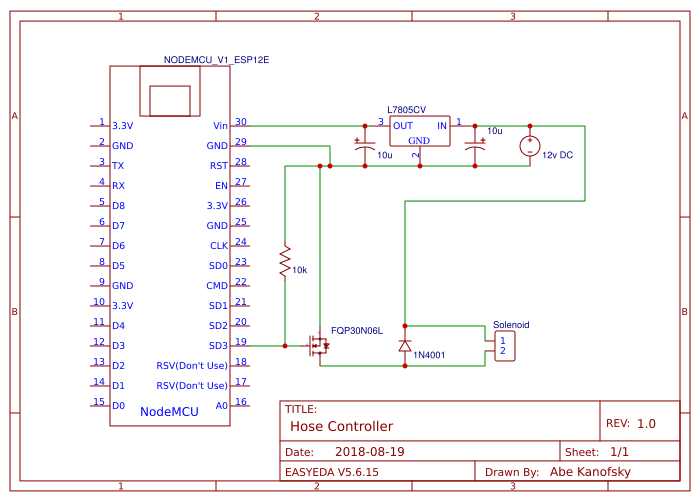 1 2 3
A A
NODEMCU_V1_ESP12E
1 3.3V Vin 30
2 GND GND 29
3 TX RST 28
4 RX EN 27
5 D8 3.3V 26
6 D7 GND 25
7 D6 CLK 24
8 D5 SD0 23
9 GND CMD 22
10 3.3V SD1 21
11 D4 SD2 20
12 D3 SD3 19
13 D2 RSV(Don't Use) 18
14 D1 RSV(Don't Use) 17
15 D0 A0 16
NodeMCU
L7805CV
3 OUT IN 1
GND
2
10u
10u
+
-
12v DC
10k
B B
FQP30N06L
1N4001
Solenoid
1
2
TITLE:
Hose Controller
REV: 1.0
Date: 2018-08-19
Sheet: 1/1
EASYEDA V5.6.15
Drawn By: Abe Kanofsky
1 2 3